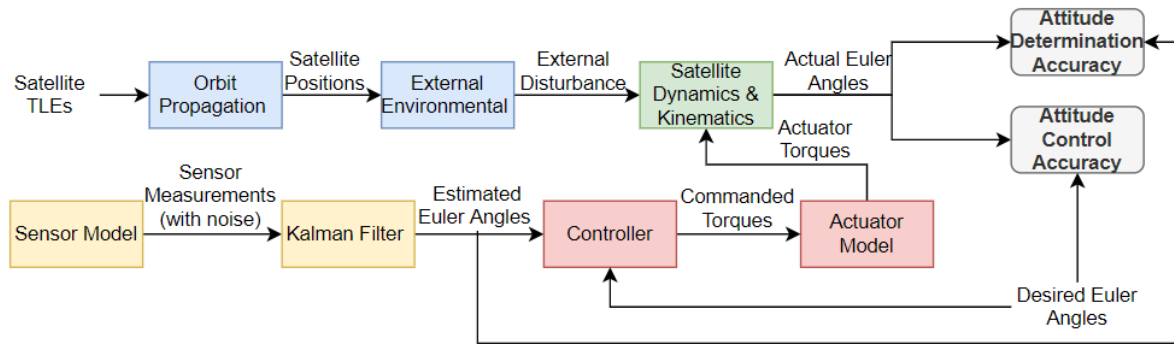 Satellite
TLEs
Orbit
Propagation
Satellite
Positions
External
Environmental
External
Disturbance
Satellite
Dynamics &
Kinematics
Actual Euler
Angles
Attitude
Determination
Accuracy
Attitude
Control
Accuracy
Actuator
Torques
Sensor Model
Sensor
Measurements
(with noise)
Kalman Filter
Estimated
Euler Angles
Controller
Commanded
Torques
Actuator
Model
Desired Euler
Angles